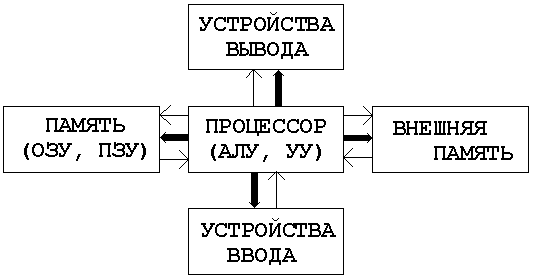 УСТРОЙСТВА
ВЫВОДА
ПАМЯТЬ
(ОЗУ, ПЗУ)
ПРОЦЕССОР
(АЛУ, УУ)
ВНЕШНЯЯ
ПАМЯТЬ
УСТРОЙСТВА
ВВОДА